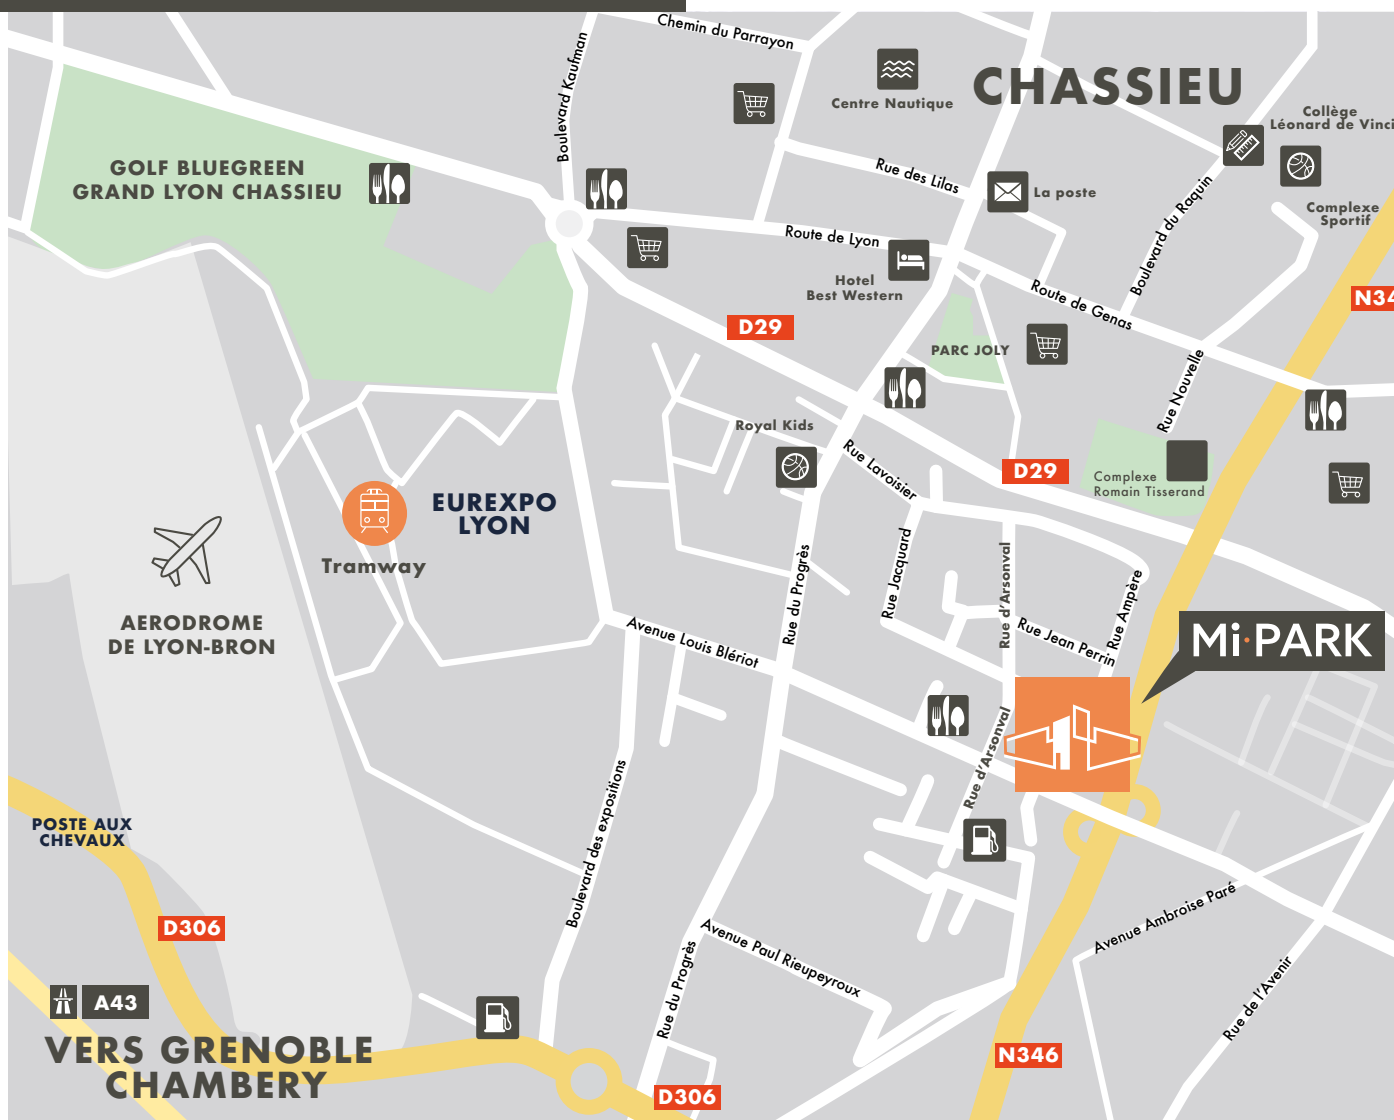 Chemin du Parrayon
Boulevard Kaufman
CHASSIEU
Centre Nautique
Collège
Léonard de Vinci
GOLF BLUEGREEN
GRAND LYON CHASSIEU
Rue des Lilas
La poste
Boulevard du Raquin
Complexe
Sportif
Route de Lyon
Hotel
Best Western
Route de Genas
N34
D29
PARC JOLY
Rue Nouvelle
Royal Kids
Rue Lavoisier
D29
Complexe
Romain Tisserand
EUREXPO
LYON
Tramway
Rue du Progrès
Rue Jacquard
Rue d'Arsonval
Rue Ampère
AERODROME
DE LYON-BRON
Avenue Louis Blériot
Rue Jean Perrin
Mi·PARK
Rue d'Arsonval
Boulevard des expositions
POSTE AUX
CHEVAUX
D306
Avenue Ambroise Paré
Avenue Paul Rieupeyroux
Rue du Progrès
Rue de l'Avenir
A43
VERS GRENOBLE
CHAMBERY
N346
D306